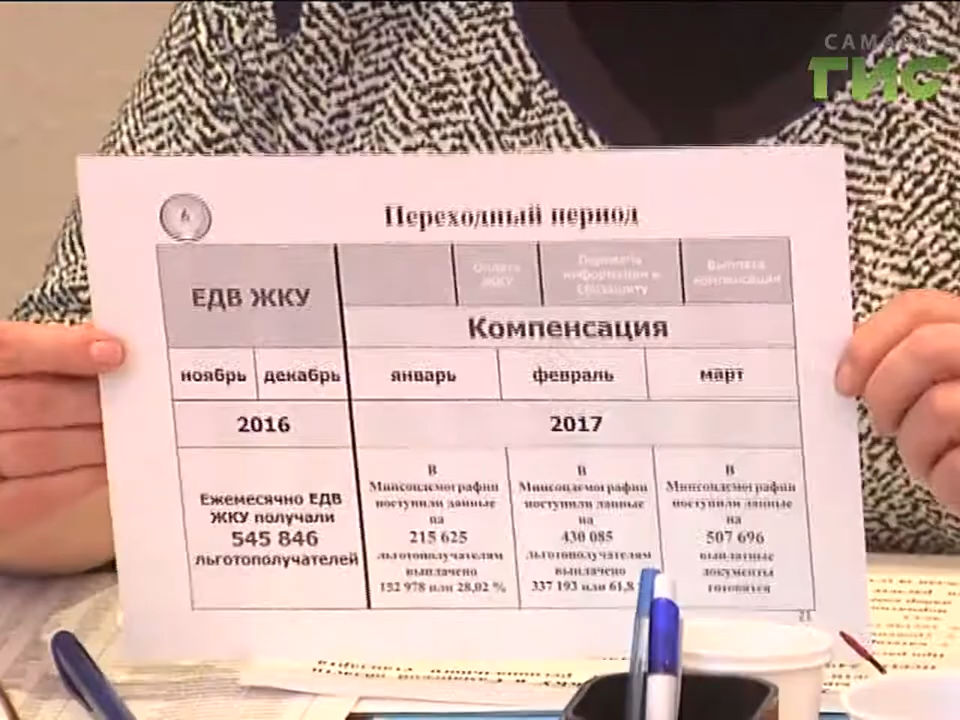 САМАРА
ГИС
Переходный период
ЕДВ ЖКУ
Оплата
ЖКУ
Передача
информации в
соцзащиту
Выплата
компенсации
Компенсация
ноябрь
декабрь
январь
февраль
март
2016
2017
Ежемесячно ЕДВ
ЖКУ получали
545 846
льготополучателей
В
Минсоцдемографии
поступили данные
на
215 625
льготополучателям
выплачено
152 978 или 28,02 %
В
Минсоцдемографии
поступили данные
на
430 085
льготополучателям
выплачено
337 193 или 61,8
В
Минсоцдемографии
поступили данные
на
507 696
выплатные
документы
готовятся
21